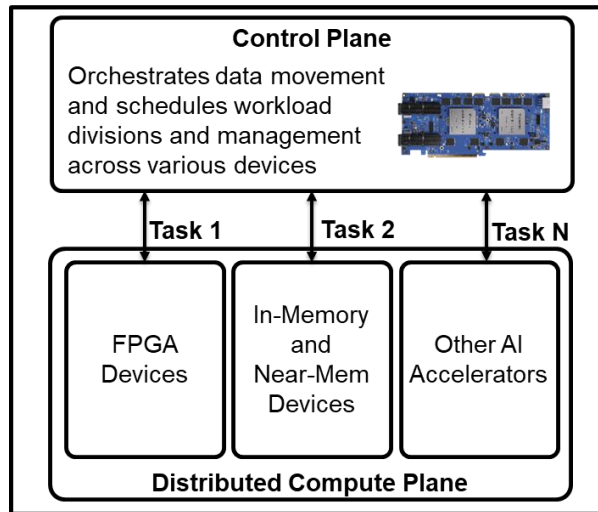 Control Plane
Orchestrates data movement
and schedules workload
divisions and management
across various devices
Task 1
Task 2
Task N
FPGA
Devices
In-Memory
and
Near-Mem
Devices
Other AI
Accelerators
Distributed Compute Plane